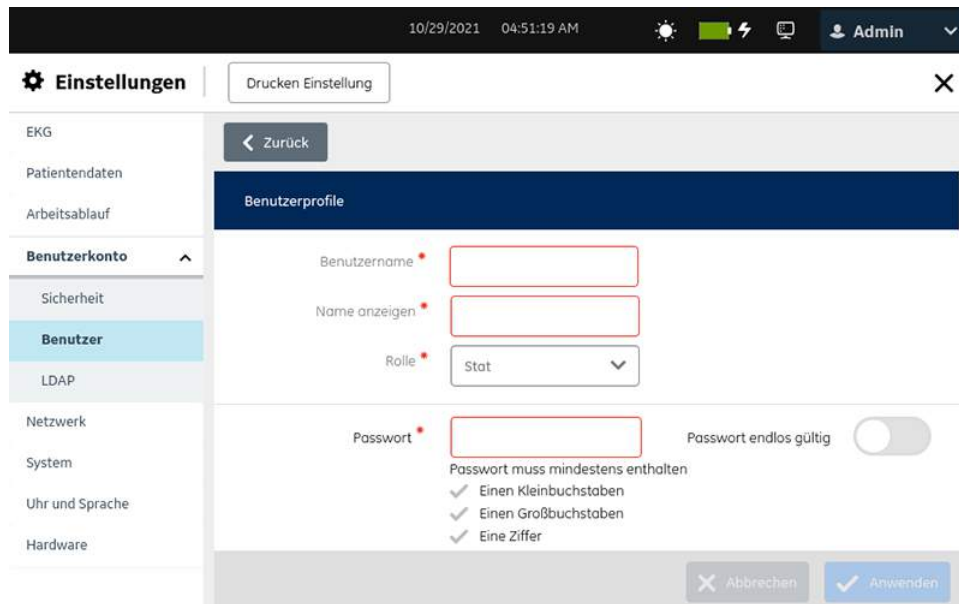 10/29/2021 04:51:19 AM Admin
Einstellungen Drucken Einstellung
EKG
Patientendaten
Arbeitsablauf
Benutzerkonto
Sicherheit
Benutzer
LDAP
Netzwerk
System
Uhr und Sprache
Hardware
Zurück
Benutzerprofile
Benutzername *
Name anzeigen *
Rolle * Stat
Passwort * Passwort endlos gültig
Passwort muss mindestens enthalten
Einen Kleinbuchstaben
Einen Großbuchstaben
Eine Ziffer
Abbrechen Anwenden